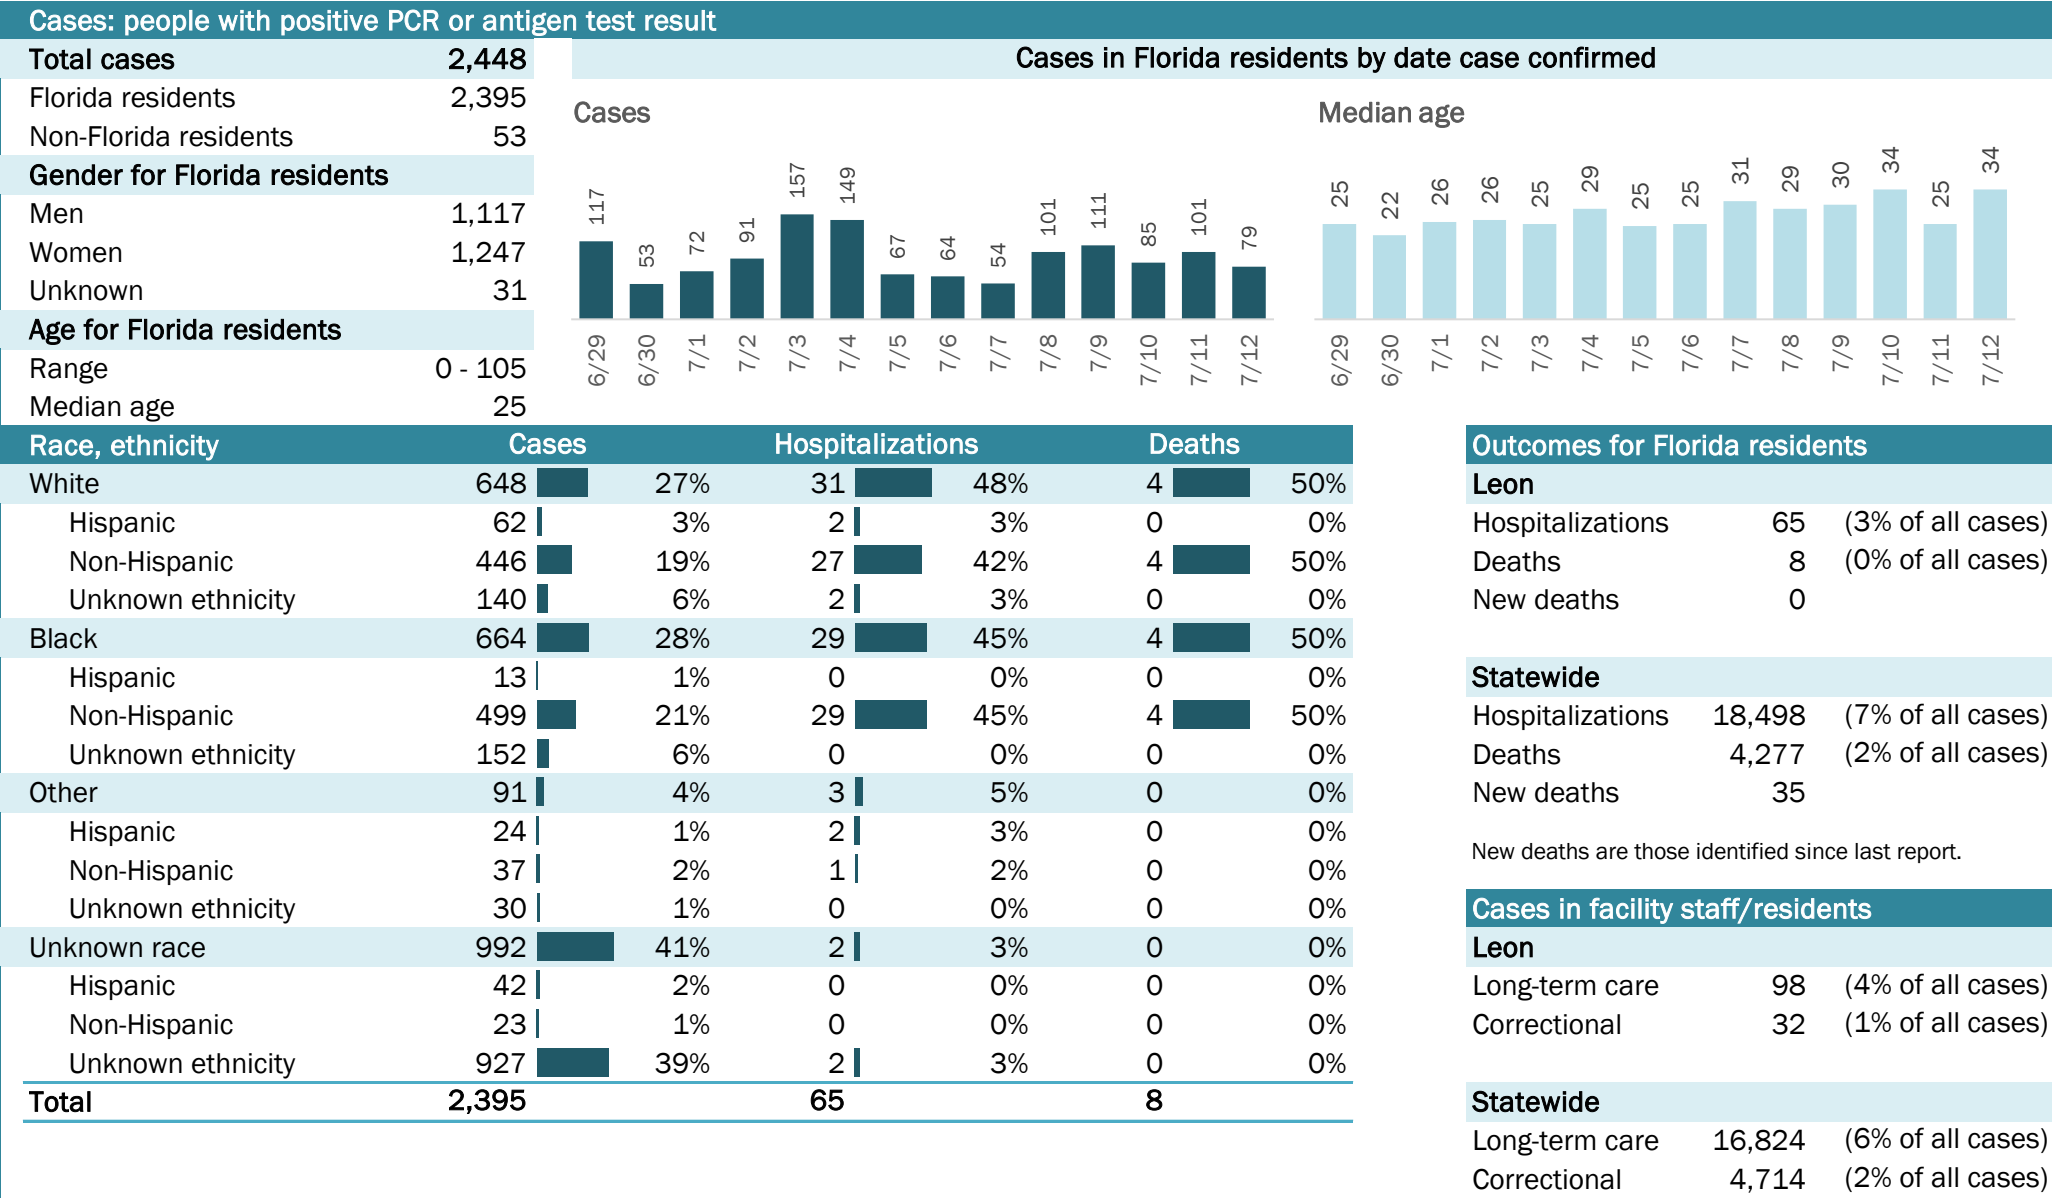 Cases: people with positive PCR or antigen test result
Total cases 2,448
Florida residents 2,395
Non-Florida residents 53
Gender for Florida residents
Men 1,117
Women 1,247
Unknown 31
Age for Florida residents
Range 0 - 105
Median age 25
Cases in Florida residents by date case confirmed
Cases
117 53 72 91 157 149 67 64 54 101 111 85 101 79
6/29 6/30 7/1 7/2 7/3 7/4 7/5 7/6 7/7 7/8 7/9 7/10 7/11 7/12
Median age
25 22 26 26 25 29 25 25 31 29 30 34 25 34
6/29 6/30 7/1 7/2 7/3 7/4 7/5 7/6 7/7 7/8 7/9 7/10 7/11 7/12
Race, ethnicity Cases Hospitalizations Deaths
White 648 27% 31 48% 4 50%
Hispanic 62 3% 2 3% 0 0%
Non-Hispanic 446 19% 27 42% 4 50%
Unknown ethnicity 140 6% 2 3% 0 0%
Black 664 28% 29 45% 4 50%
Hispanic 13 1% 0 0% 0 0%
Non-Hispanic 499 21% 29 45% 4 50%
Unknown ethnicity 152 6% 0 0% 0 0%
Other 91 4% 3 5% 0 0%
Hispanic 24 1% 2 3% 0 0%
Non-Hispanic 37 2% 1 2% 0 0%
Unknown ethnicity 30 1% 0 0% 0 0%
Unknown race 992 41% 2 3% 0 0%
Hispanic 42 2% 0 0% 0 0%
Non-Hispanic 23 1% 0 0% 0 0%
Unknown ethnicity 927 39% 2 3% 0 0%
Total 2,395 65 8
Outcomes for Florida residents
Leon
Hospitalizations 65 (3% of all cases)
Deaths 8 (0% of all cases)
New deaths 0
Statewide
Hospitalizations 18,498 (7% of all cases)
Deaths 4,277 (2% of all cases)
New deaths 35
New deaths are those identified since last report.
Cases in facility staff/residents
Leon
Long-term care 98 (4% of all cases)
Correctional 32 (1% of all cases)
Statewide
Long-term care 16,824 (6% of all cases)
Correctional 4,714 (2% of all cases)